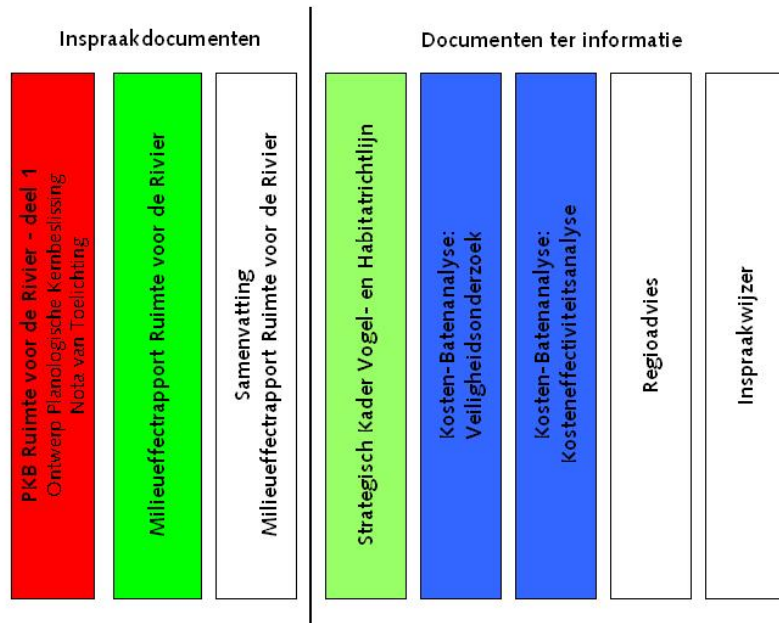 Inspraakdocumenten
Documenten ter informatie
PKB Ruimte voor de Rivier - deel 1
Ontwerp Planologische Kernbeslissing
Nota van Toelichting
Milieueffectrapport Ruimte voor de Rivier
Samenvatting
Milieueffectrapport Ruimte voor de Rivier
Strategisch Kader Vogel- en Habitatrichtlijn
Kosten-Batenanalyse:
Veiligheidsonderzoek
Kosten-Batenanalyse:
Kosteneffectiviteitsanalyse
Regioadvies
Inspraakwijzer